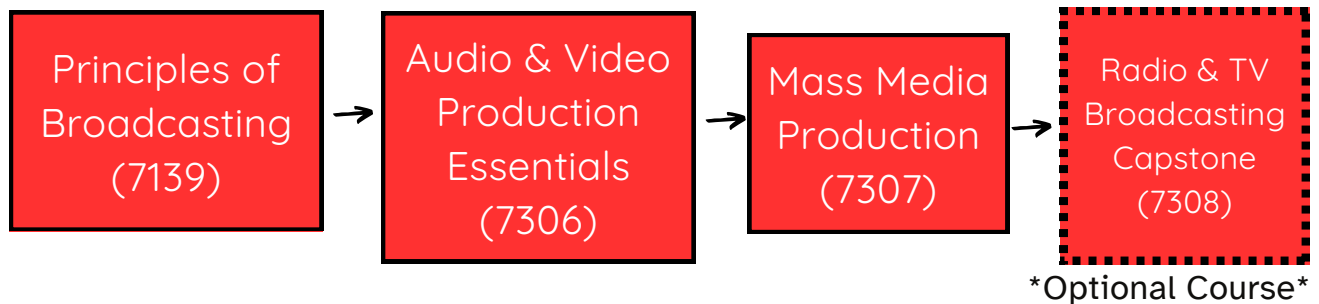 Principles of
Broadcasting
(7139)
Audio & Video
Production
Essentials
(7306)
Mass Media
Production
(7307)
Radio & TV
Broadcasting
Capstone
(7308)
*Optional Course*